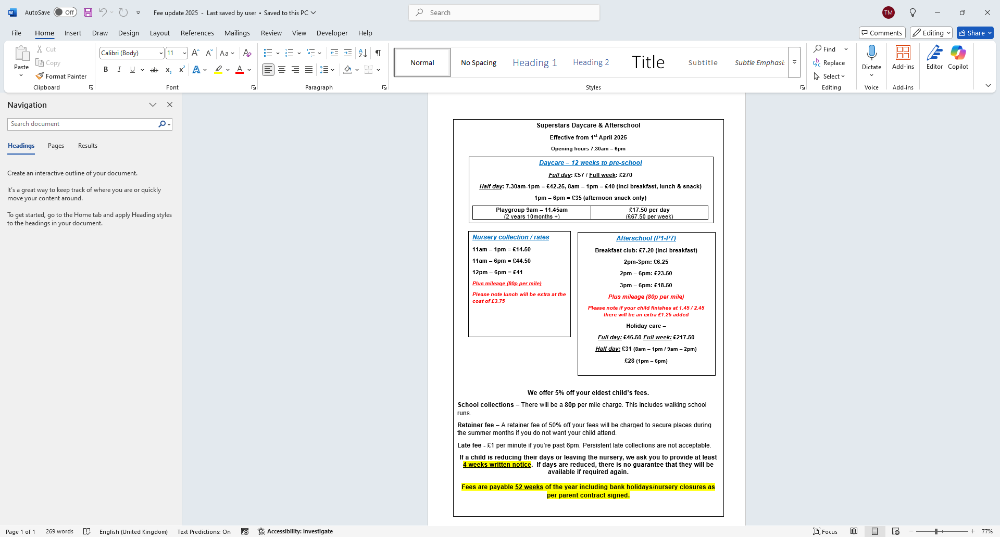 AutoSave Off Fee update 2025 - Last saved by user • Saved to this PC Search TM
File Home Insert Draw Design Layout References Mailings Review View Developer Help Comments Editing Share
Paste
Cut
Copy
Format Painter
Clipboard
Calibri (Body) 11
Font
Paragraph
Normal No Spacing Heading 1 Heading 2 Title Subtitle Subtle Emphasis
Styles
Find
Replace
Select
Editing
Dictate
Voice
Add-ins
Add-ins
Editor
Copilot
Navigation
Search document
Headings Pages Results
Create an interactive outline of your document.
It's a great way to keep track of where you are or quickly
move your content around.
To get started, go to the Home tab and apply Heading styles
to the headings in your document.
Superstars Daycare & Afterschool
Effective from 1st April 2025
Opening hours 7.30am – 6pm
Daycare – 12 weeks to pre-school
Full day: £57 / Full week: £270
Half day: 7.30am-1pm = £42.25, 8am – 1pm = £40 (incl breakfast, lunch & snack)
1pm – 6pm = £35 (afternoon snack only)
Playgroup 9am – 11.45am £17.50 per day
(2 years 10months +) (£67.50 per week)
Nursery collection / rates
11am – 1pm = £14.50
11am – 6pm = £44.50
12pm – 6pm = £41
Plus mileage (80p per mile)
Please note lunch will be extra at the
cost of £3.75
Afterschool (P1-P7)
Breakfast club: £7.20 (incl breakfast)
2pm-3pm: £6.25
2pm – 6pm: £23.50
3pm – 6pm: £18.50
Plus mileage (80p per mile)
Please note if your child finishes at 1.45 / 2.45
there will be an extra £1.25 added
Holiday care –
Full day: £46.50 Full week: £217.50
Half day: £31 (8am – 1pm / 9am – 2pm)
£28 (1pm – 6pm)
We offer 5% off your eldest child's fees.
School collections – There will be a 80p per mile charge. This includes walking school
runs.
Retainer fee – A retainer fee of 50% off your fees will be charged to secure places during
the summer months if you do not want your child attend.
Late fee - £1 per minute if you're past 6pm. Persistent late collections are not acceptable.
If a child is reducing their days or leaving the nursery, we ask you to provide at least
4 weeks written notice. If days are reduced, there is no guarantee that they will be
available if required again.
Fees are payable 52 weeks of the year including bank holidays/nursery closures as
per parent contract signed.
Page 1 of 1 269 words English (United Kingdom) Text Predictions: On Accessibility: Investigate Focus 77%